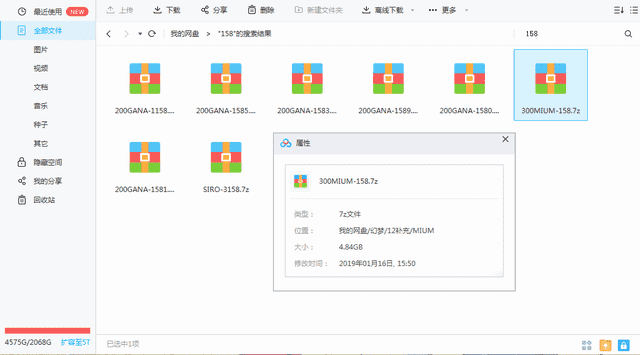 最近使用 NEW
上传 下载 分享 删除 新建文件夹 离线下载 更多
全部文件
我的网盘 > "158"的搜索结果
158
图片
视频
文档
音乐
种子
其它
隐藏空间
我的分享
回收站
200GANA-1158....
200GANA-1585....
200GANA-1583....
200GANA-1589....
200GANA-1580....
300MIUM-158.7z
200GANA-1581....
SIRO-3158.7z
属性
300MIUM-158.7z
类型： 7z文件
位置： 我的网盘/幻梦/12补充/MIUM
大小： 4.84GB
修改时间： 2019年01月16日, 15:50
4575G/2068G 扩容至5T
已选中1项